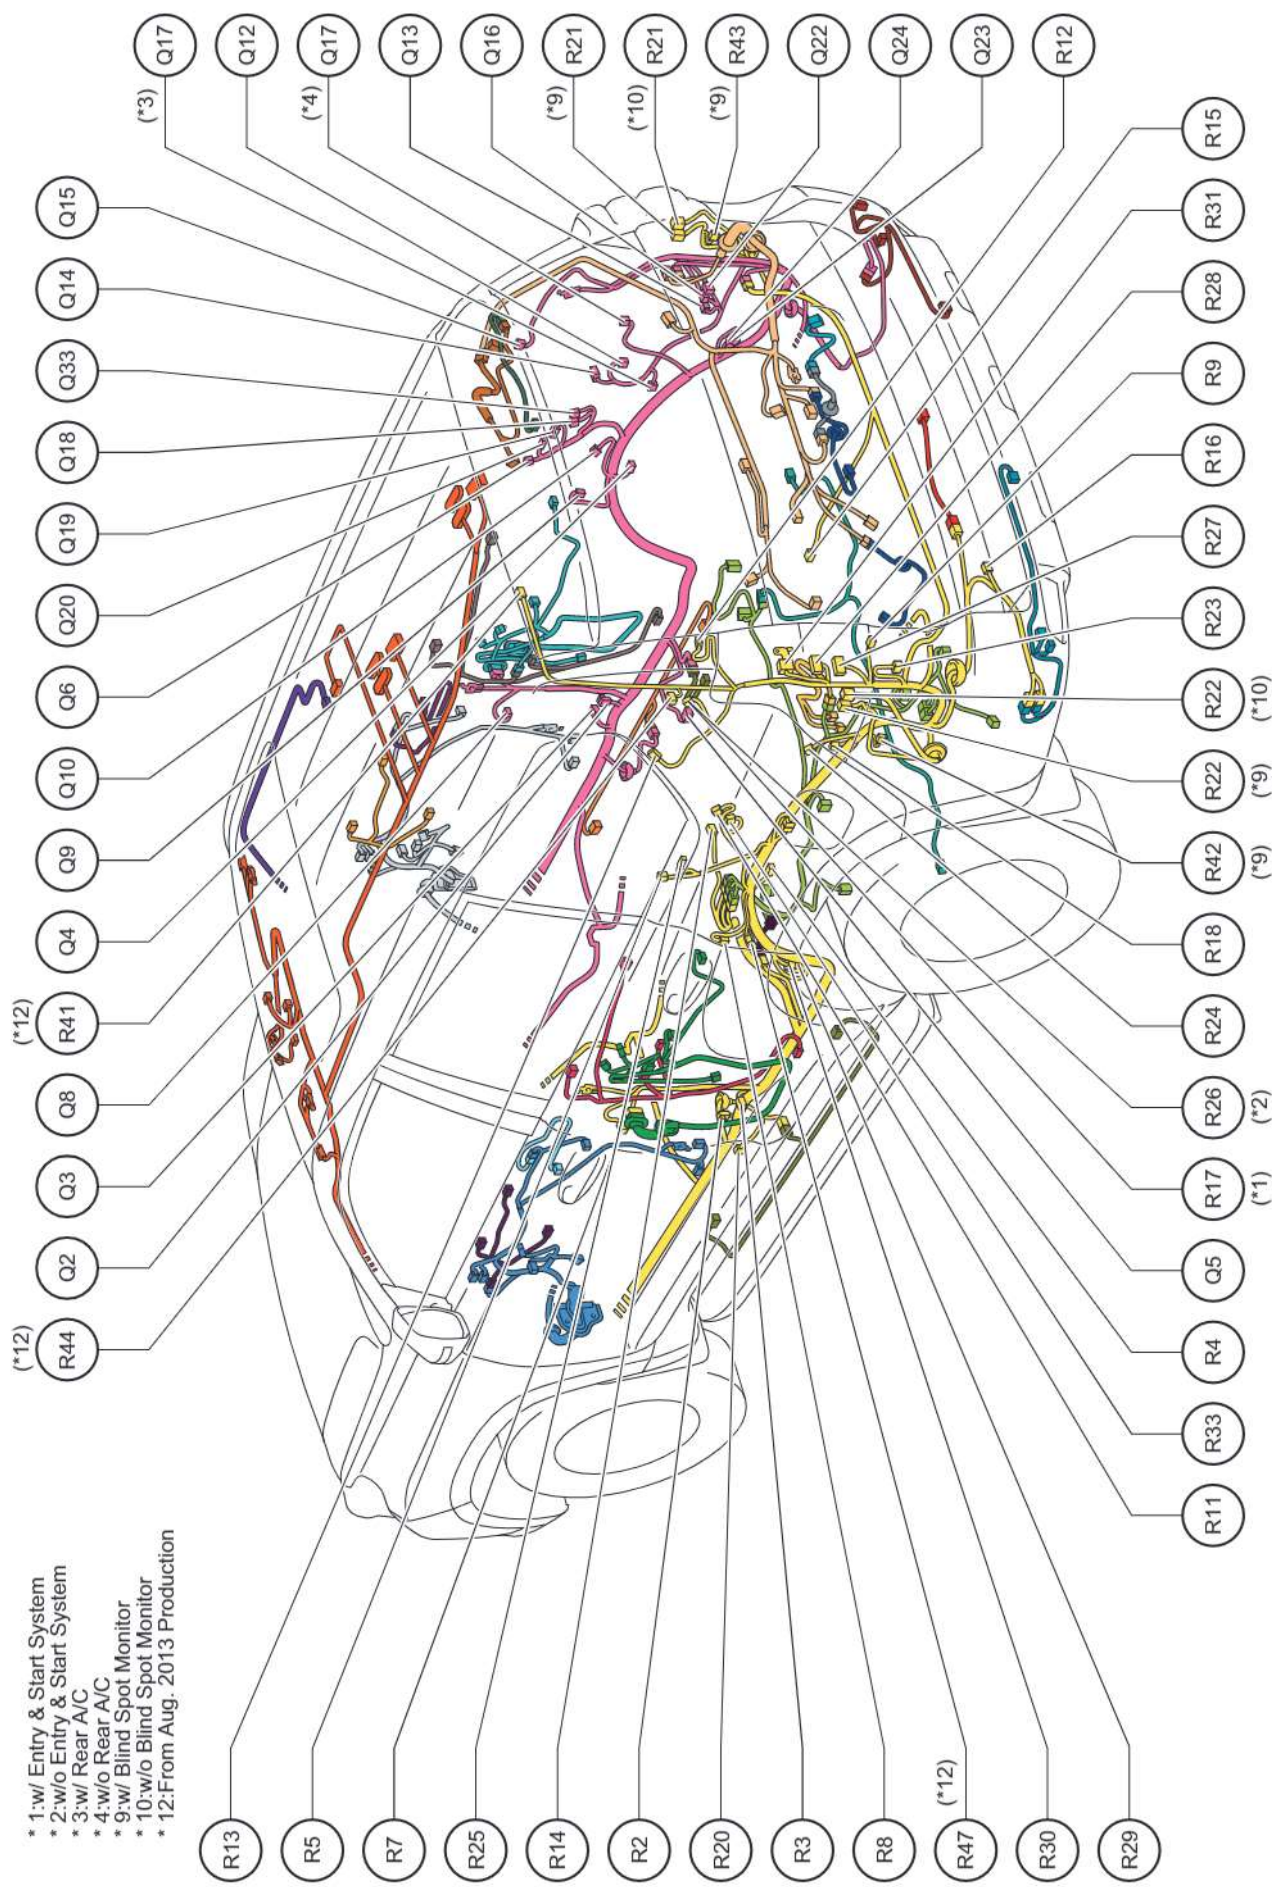 * 1:w/ Entry & Start System
* 2:w/o Entry & Start System
* 3:w/ Rear A/C
* 4:w/o Rear A/C
* 9:w/ Blind Spot Monitor
* 10:w/o Blind Spot Monitor
* 12:From Aug. 2013 Production
(*12)
R44
Q2
Q3
Q8
(*12)
R41
Q4
Q9
Q10
Q6
Q20
Q19
Q18
Q33
Q14
Q15
Q17
(*3)
Q12
Q17
(*4)
Q13
Q16
R21
(*9)
R21
(*10)
R43
(*9)
Q22
Q24
Q23
R12
R13
R5
R7
R25
R14
R2
R20
R3
R8
(*12)
R47
R30
R29
R11
R33
R4
Q5
R17
(*1)
R26
(*2)
R24
R18
R42
(*9)
R22
(*9)
R22
(*10)
R23
R27
R16
R9
R28
R31
R15